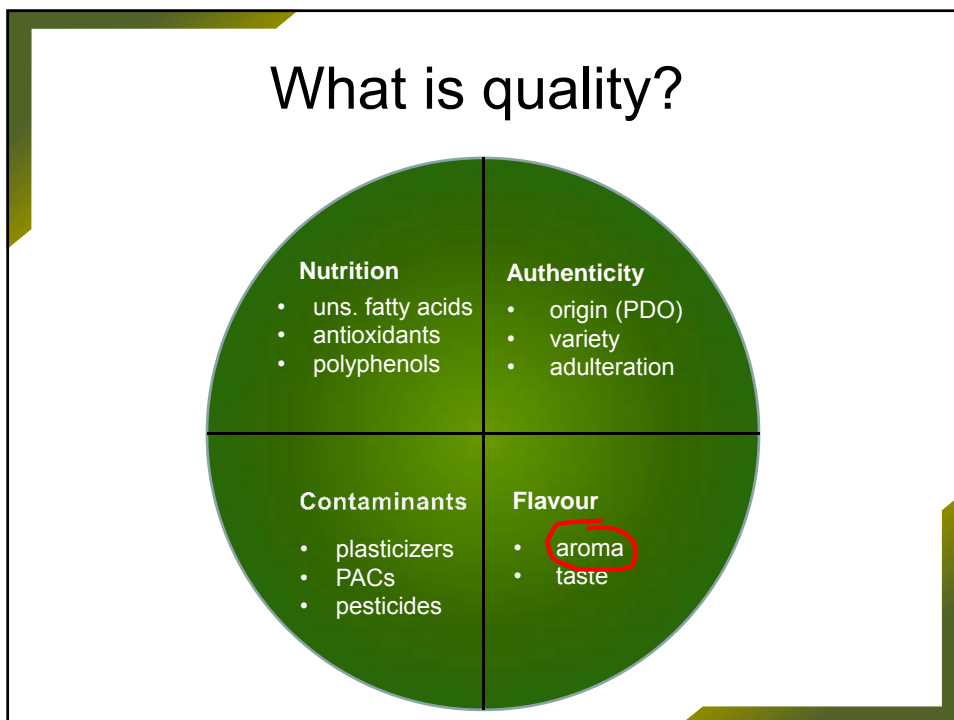 What is quality?
Nutrition
• uns. fatty acids
• antioxidants
• polyphenols
Authenticity
• origin (PDO)
• variety
• adulteration
Contaminants
• plasticizers
• PACs
• pesticides
Flavour
• aroma
• taste